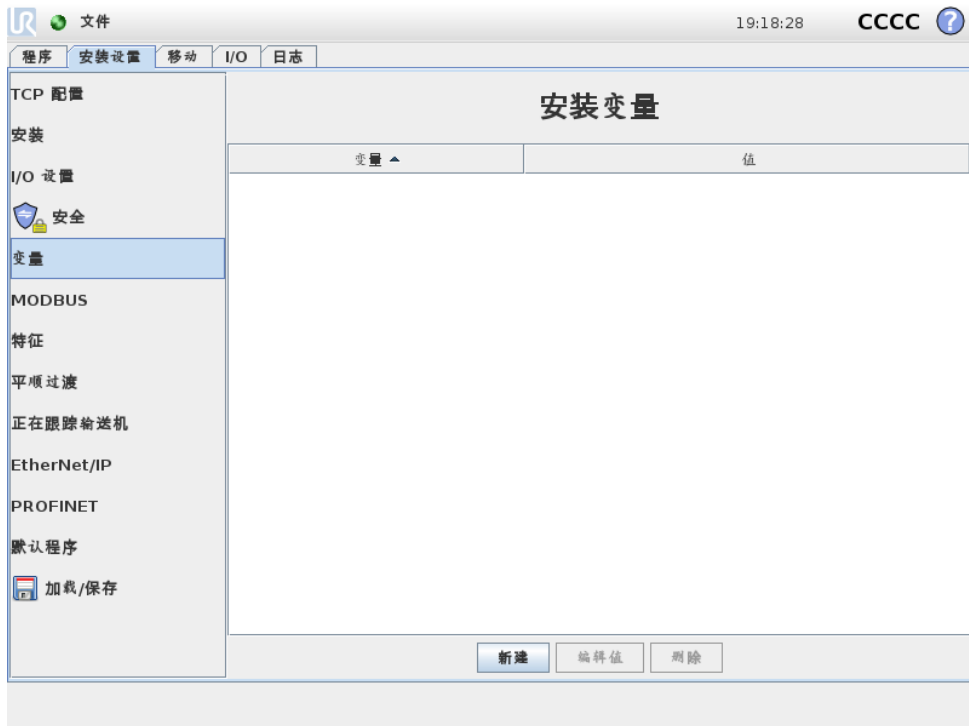 UR 文件 19:18:28 CCCC ?
程序 安装设置 移动 I/O 日志
TCP 配置
安装变量
安装
变量 值
I/O 设置
安全
变量
MODBUS
特征
平顺过渡
正在跟踪输送机
EtherNet/IP
PROFINET
默认程序
加载/保存
新建 编辑值 删除